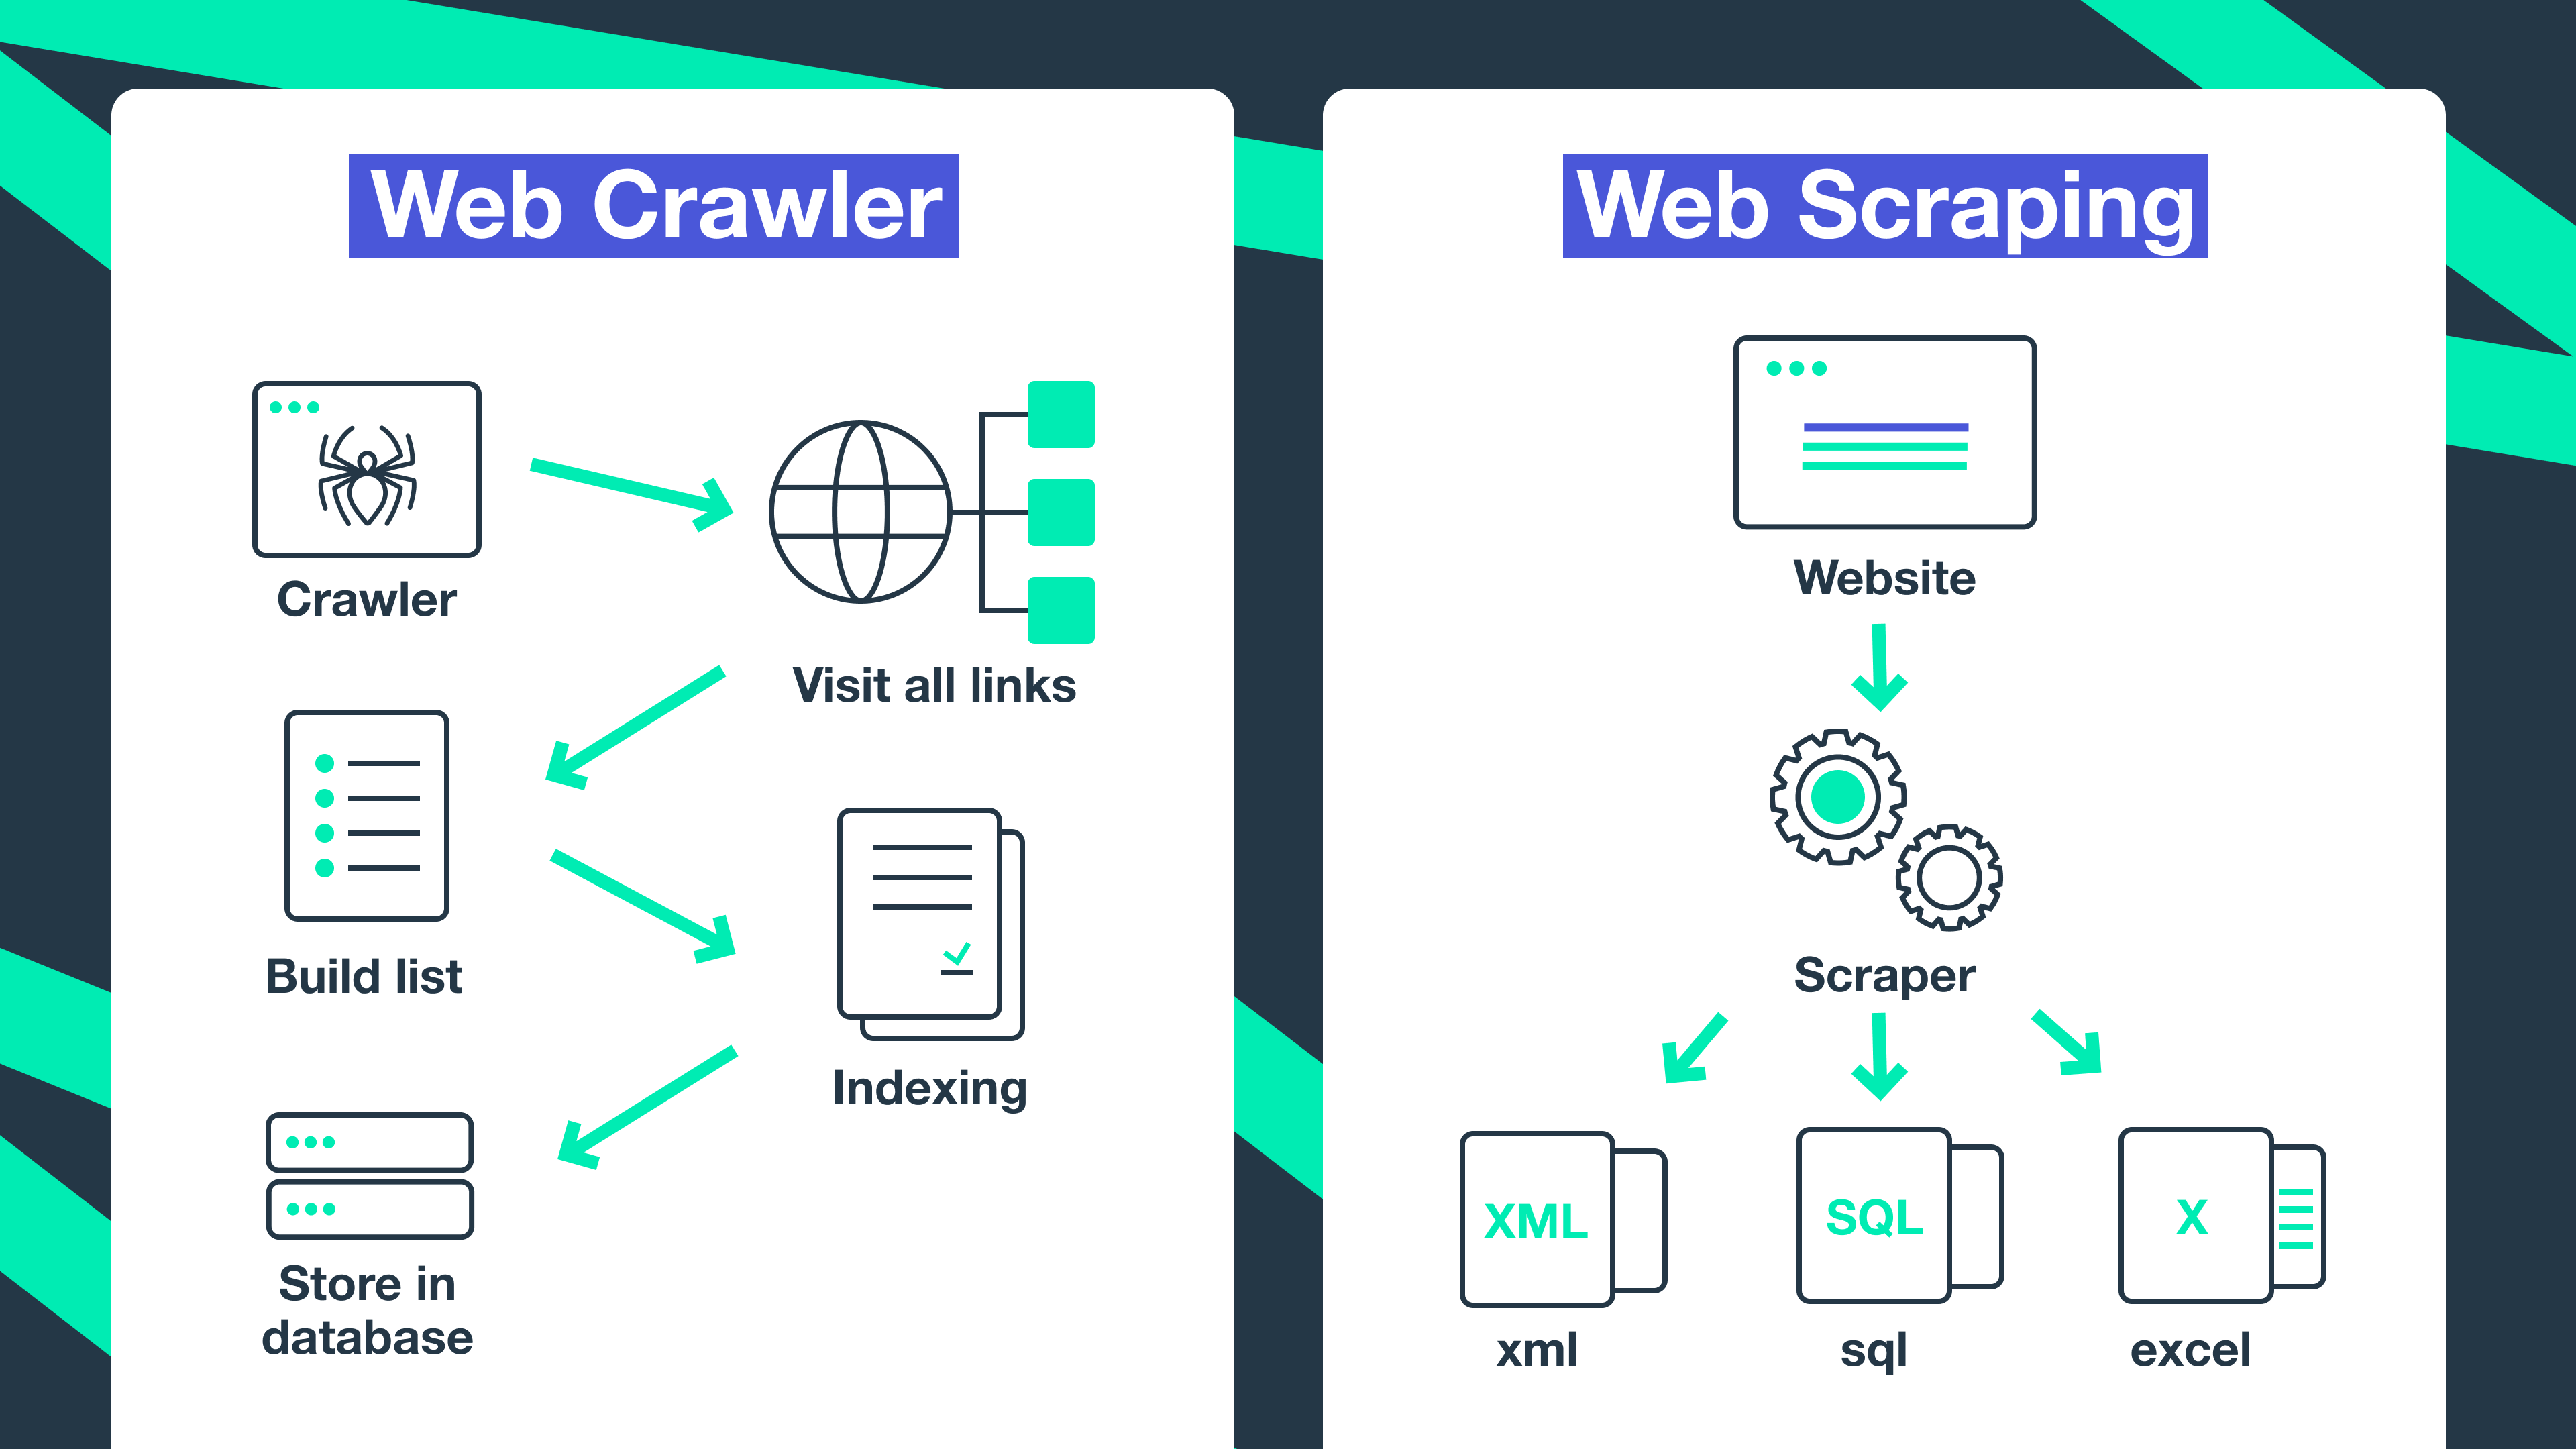 Web Crawler
Crawler
Visit all links
Build list
Indexing
Store in
database
Web Scraping
Website
Scraper
XML
SQL
X
xml
sql
excel